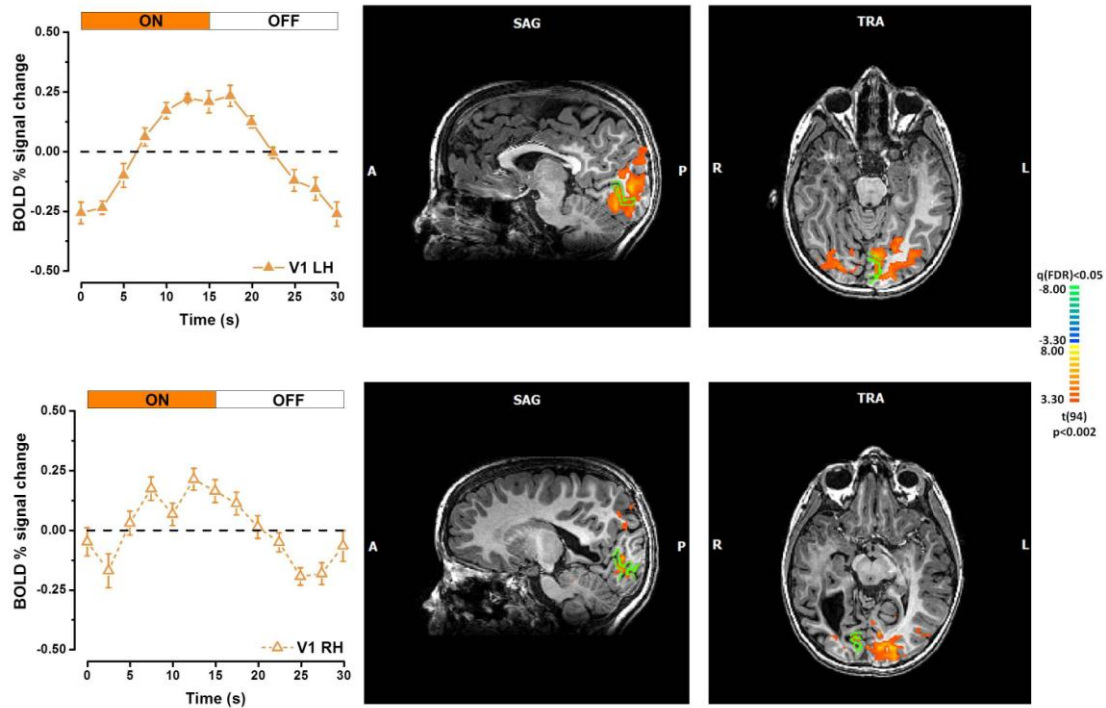 ON OFF
BOLD % signal change
0.50
0.25
0.00
-0.25
-0.50
V1 LH
0 5 10 15 20 25 30
Time (s)
SAG
A P
TRA
R L
q(FDR)<0.05
-8.00
-3.30
8.00
3.30
t(94)
p<0.002
ON OFF
BOLD % signal change
0.50
0.25
0.00
-0.25
-0.50
V1 RH
0 5 10 15 20 25 30
Time (s)
SAG
A P
TRA
R L